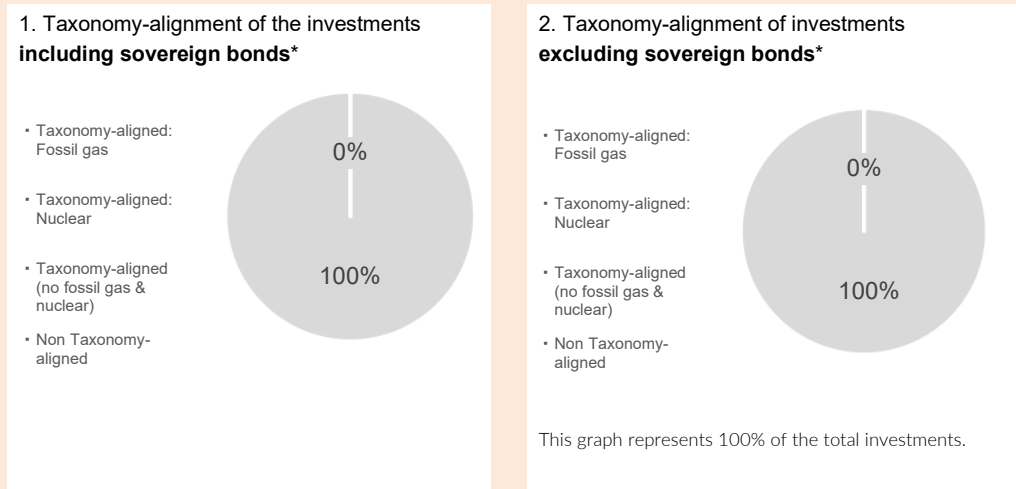 1. Taxonomy-alignment of the investments
including sovereign bonds*
▪ Taxonomy-aligned:
Fossil gas
▪ Taxonomy-aligned:
Nuclear
▪ Taxonomy-aligned
(no fossil gas &
nuclear)
▪ Non Taxonomy-
aligned
0%
100%
2. Taxonomy-alignment of investments
excluding sovereign bonds*
▪ Taxonomy-aligned:
Fossil gas
▪ Taxonomy-aligned:
Nuclear
▪ Taxonomy-aligned
(no fossil gas &
nuclear)
▪ Non Taxonomy-
aligned
0%
100%
This graph represents 100% of the total investments.